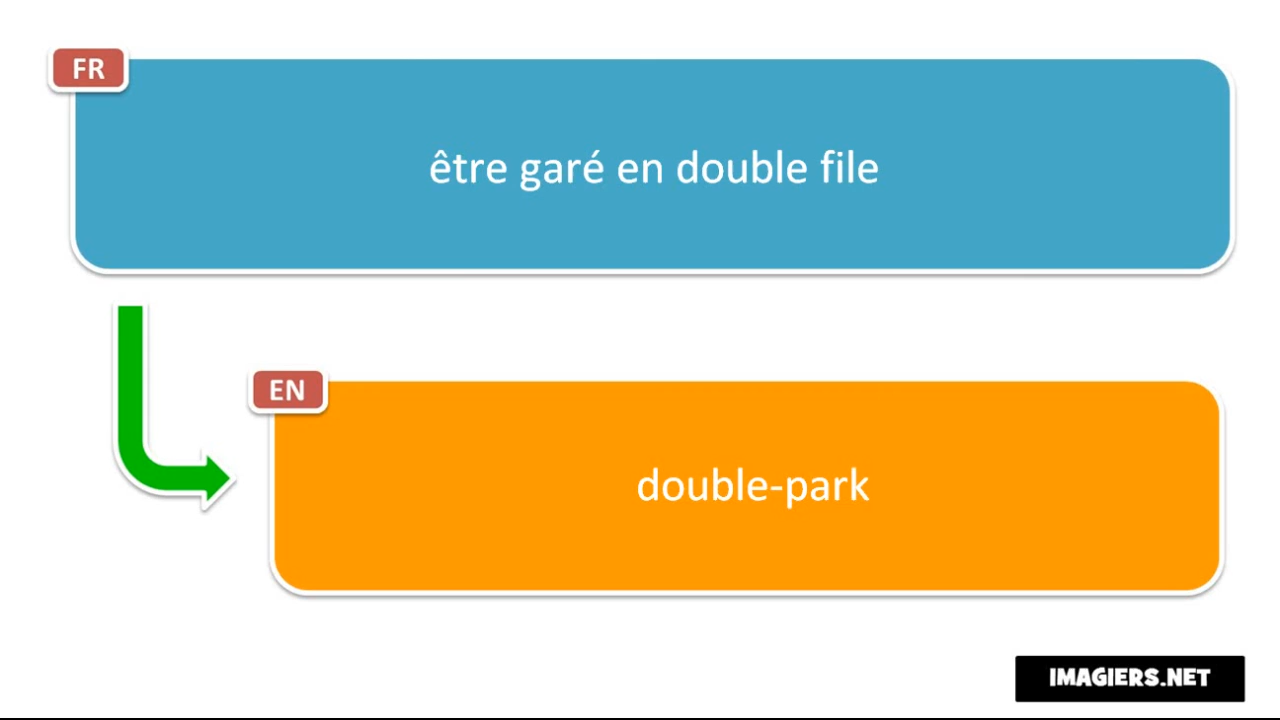 FR
être garé en double file
EN
double-park
IMAGIERS.NET